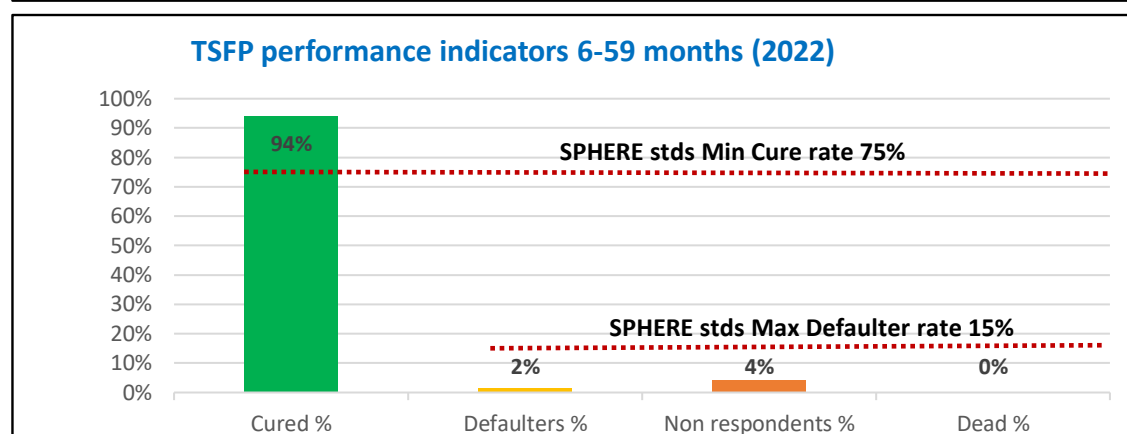 TSFP performance indicators 6-59 months (2022)
100%
90%
80%
70%
60%
50%
40%
30%
20%
10%
0%
94%
SPHERE stds Min Cure rate 75%
SPHERE stds Max Defaulter rate 15%
2%
4%
0%
Cured %
Defaulters %
Non respondents %
Dead %